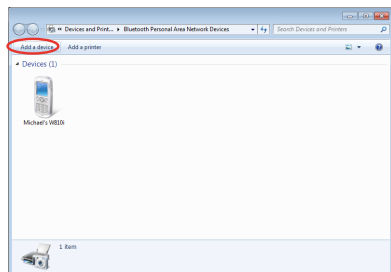 « Devices and Print... ▸ Bluetooth Personal Area Network Devices
Search Devices and Printers
Add a device
Add a printer
Devices (1)
Michael's W810i
1 item